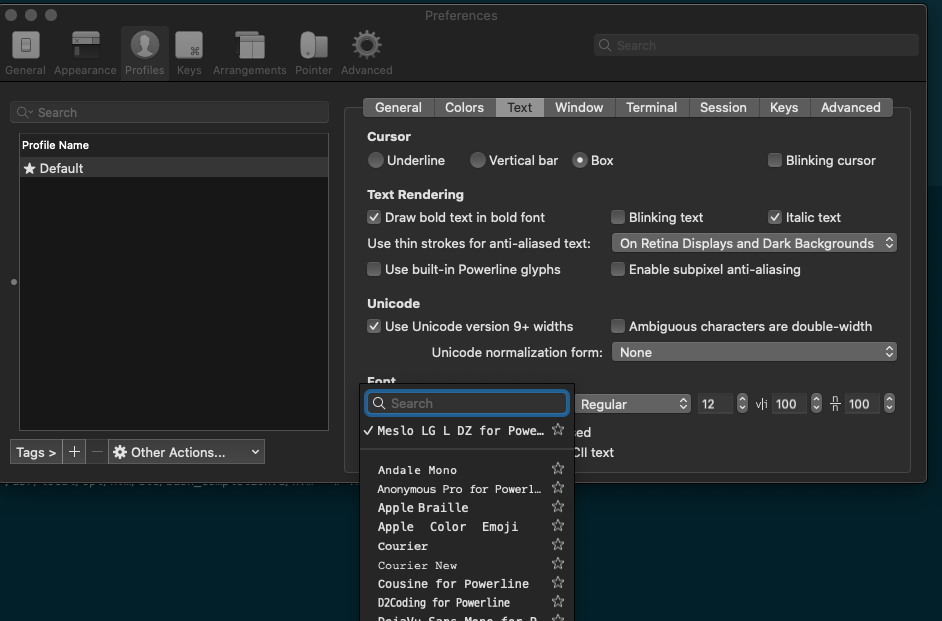 Preferences
General Appearance Profiles Keys Arrangements Pointer Advanced
Search
Search
Profile Name
Default
Tags >
Other Actions...
General Colors Text Window Terminal Session Keys Advanced
Cursor
Underline Vertical bar Box Blinking cursor
Text Rendering
Draw bold text in bold font Blinking text Italic text
Use thin strokes for anti-aliased text: On Retina Displays and Dark Backgrounds
Use built-in Powerline glyphs Enable subpixel anti-aliasing
Unicode
Use Unicode version 9+ widths Ambiguous characters are double-width
Unicode normalization form: None
Font
Search
Regular 12 100 100
Meslo LG L DZ for Powe…
Andale Mono
Anonymous Pro for Powerl…
Apple Braille
Apple Color Emoji
Courier
Courier New
Cousine for Powerline
D2Coding for Powerline